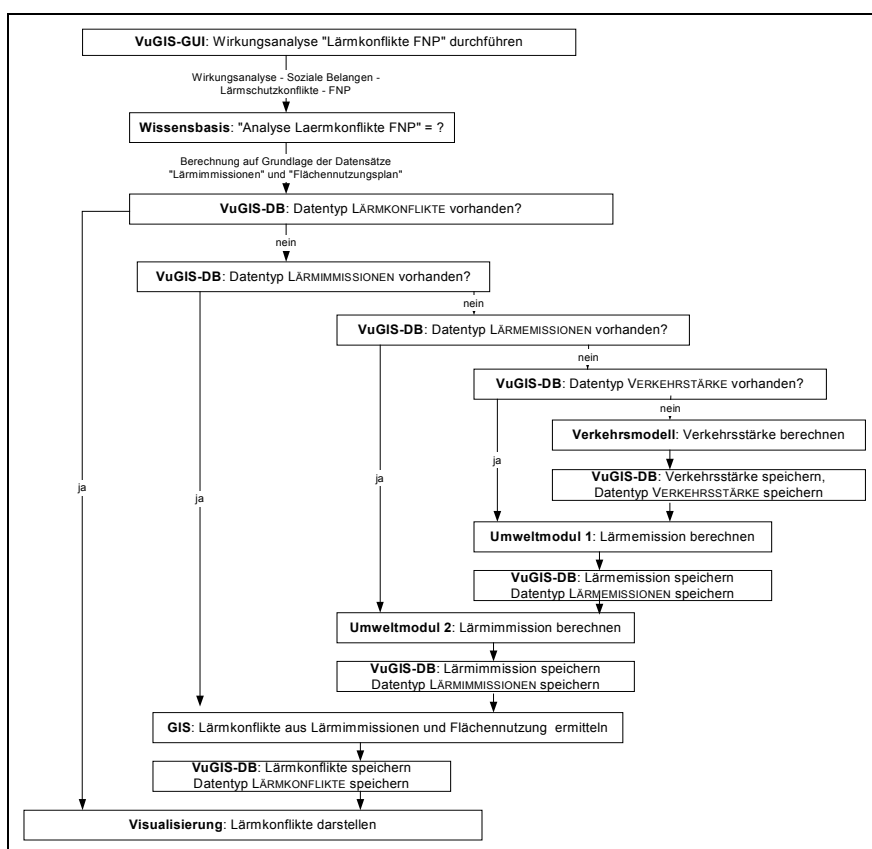 VuGIS-GUI: Wirkungsanalyse "Lärmkonflikte FNP" durchführen
Wirkungsanalyse - Soziale Belangen -
Lärmschutzkonflikte - FNP
Wissensbasis: "Analyse Laermkonflikte FNP" = ?
Berechnung auf Grundlage der Datensätze
"Lärmimmissionen" und "Flächennutzungsplan"
VuGIS-DB: Datentyp LÄRMKONFLIKTE vorhanden?
nein
VuGIS-DB: Datentyp LÄRMIMMISSIONEN vorhanden?
nein
VuGIS-DB: Datentyp LÄRMEMISSIONEN vorhanden?
nein
VuGIS-DB: Datentyp VERKEHRSTÄRKE vorhanden?
nein
Verkehrsmodell: Verkehrsstärke berechnen
ja
ja
ja
ja
VuGIS-DB: Verkehrsstärke speichern,
Datentyp VERKEHRSSTÄRKE speichern
Umweltmodul 1: Lärmemission berechnen
VuGIS-DB: Lärmemission speichern
Datentyp LÄRMEMISSIONEN speichern
Umweltmodul 2: Lärmimmission berechnen
VuGIS-DB: Lärmimmission speichern
Datentyp LÄRMIMMISSIONEN speichern
GIS: Lärmkonflikte aus Lärmimmissionen und Flächennutzung ermitteln
VuGIS-DB: Lärmkonflikte speichern
Datentyp LÄRMKONFLIKTE speichern
Visualisierung: Lärmkonflikte darstellen